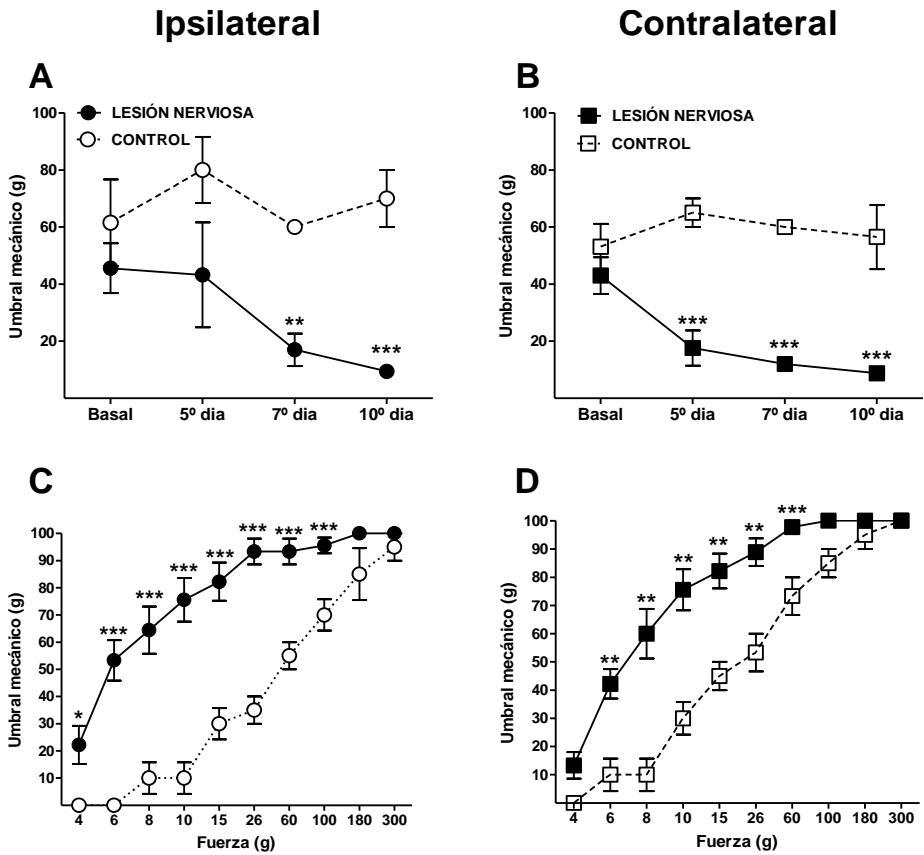 Ipsilateral
Contralateral
A
B
100
80
60
40
20
Umbral mecánico (g)
LESIÓN NERVIOSA
CONTROL
**
***
Basal
5º dia
7º dia
10º dia
100
80
60
40
20
Umbral mecánico (g)
LESIÓN NERVIOSA
CONTROL
***
***
***
Basal
5º dia
7º dia
10º dia
C
D
100
90
80
70
60
50
40
30
20
10
Umbral mecánico (g)
*
***
***
***
***
***
***
***
4
6
8
10
15
26
60
100
180
300
Fuerza (g)
100
90
80
70
60
50
40
30
20
10
Umbral mecánico (g)
**
**
**
**
**
***
4
6
8
10
15
26
60
100
180
300
Fuerza (g)